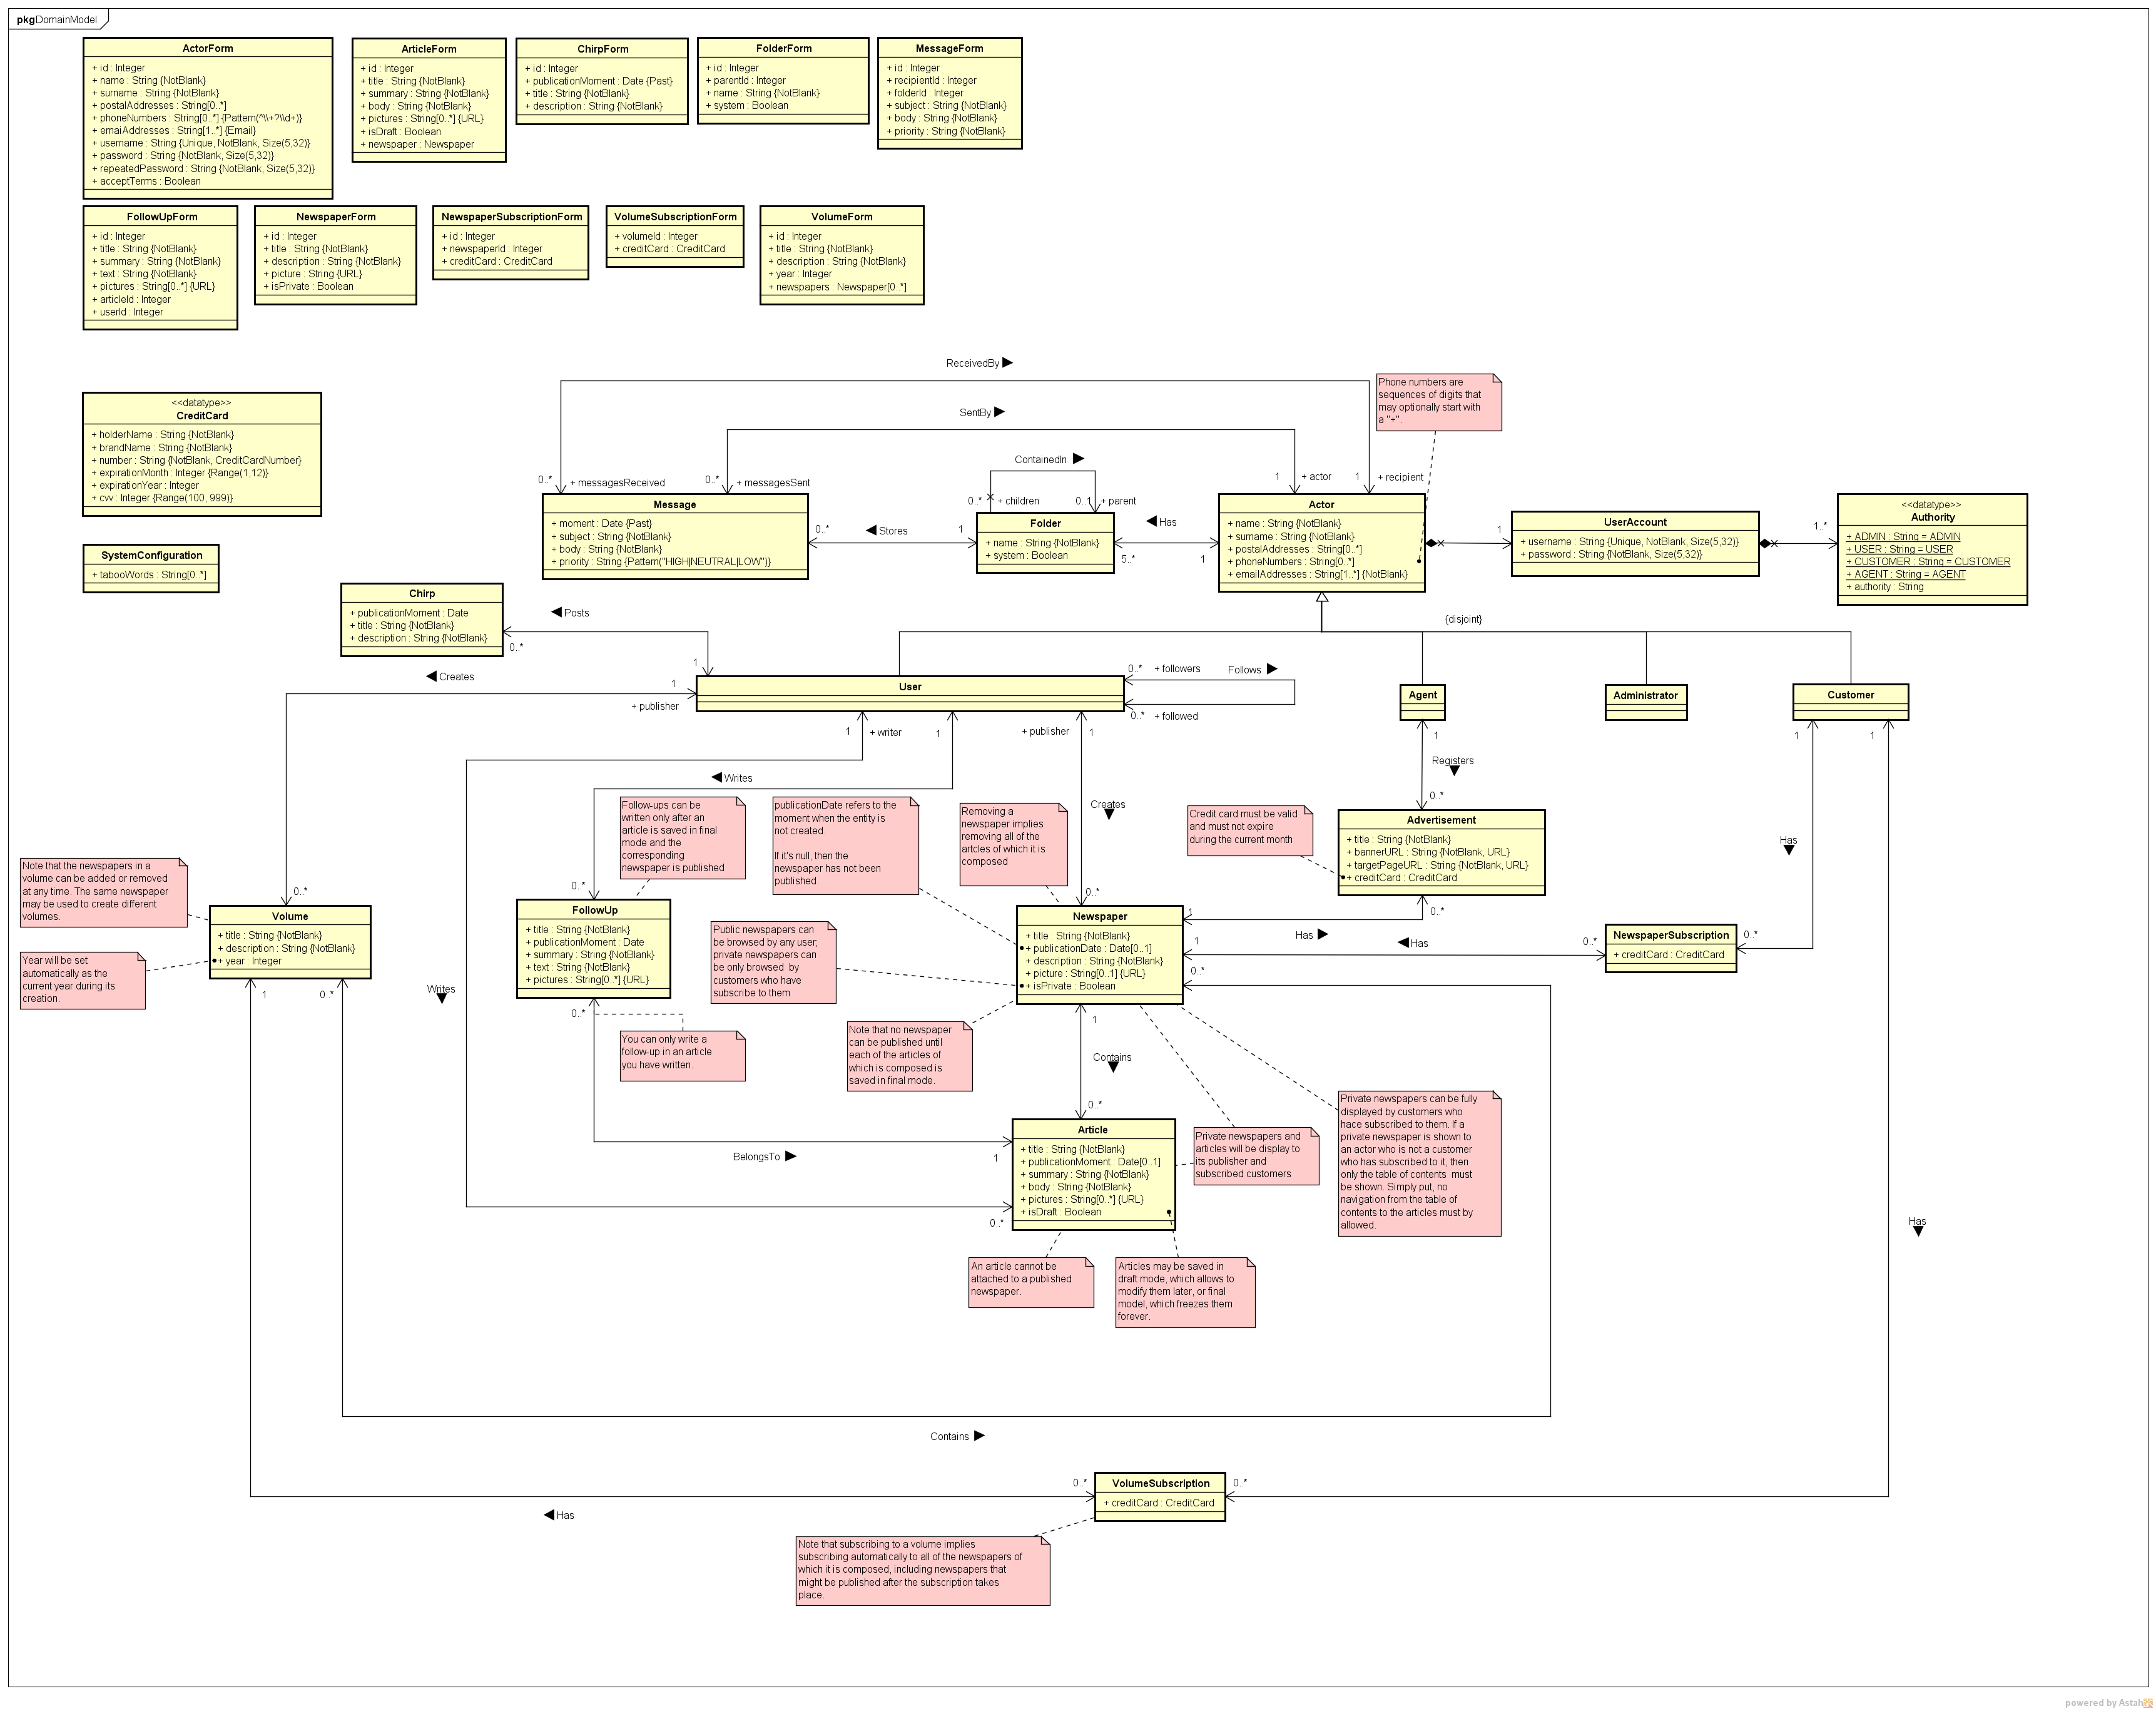 pkgDomainModel
ActorForm
+ id : Integer
+ name : String {NotBlank}
+ surname : String {NotBlank}
+ postalAddresses : String[0..*]
+ phoneNumbers : String[0..*] {Pattern(^\\+?\\d+)}
+ emaiAddresses : String[1..*] {Email}
+ username : String {Unique, NotBlank, Size(5,32)}
+ password : String {NotBlank, Size(5,32)}
+ repeatedPassword : String {NotBlank, Size(5,32)}
+ acceptTerms : Boolean
ArticleForm
+ id : Integer
+ title : String {NotBlank}
+ summary : String {NotBlank}
+ body : String {NotBlank}
+ pictures : String[0..*] {URL}
+ isDraft : Boolean
+ newspaper : Newspaper
ChirpForm
+ id : Integer
+ publicationMoment : Date {Past}
+ title : String {NotBlank}
+ description : String {NotBlank}
FolderForm
+ id : Integer
+ parentId : Integer
+ name : String {NotBlank}
+ system : Boolean
MessageForm
+ id : Integer
+ recipientId : Integer
+ folderId : Integer
+ subject : String {NotBlank}
+ body : String {NotBlank}
+ priority : String {NotBlank}
FollowUpForm
+ id : Integer
+ title : String {NotBlank}
+ summary : String {NotBlank}
+ text : String {NotBlank}
+ pictures : String[0..*] {URL}
+ articleId : Integer
+ userId : Integer
NewspaperForm
+ id : Integer
+ title : String {NotBlank}
+ description : String {NotBlank}
+ picture : String {URL}
+ isPrivate : Boolean
NewspaperSubscriptionForm
+ id : Integer
+ newspaperId : Integer
+ creditCard : CreditCard
VolumeSubscriptionForm
+ volumeId : Integer
+ creditCard : CreditCard
VolumeForm
+ id : Integer
+ title : String {NotBlank}
+ description : String {NotBlank}
+ year : Integer
+ newspapers : Newspaper[0..*]
<<datatype>>
CreditCard
+ holderName : String {NotBlank}
+ brandName : String {NotBlank}
+ number : String {NotBlank, CreditCardNumber}
+ expirationMonth : Integer {Range(1,12)}
+ expirationYear : Integer
+ cvv : Integer {Range(100, 999)}
SystemConfiguration
+ tabooWords : String[0..*]
ReceivedBy
SentBy
ContainedIn
Phone numbers are
sequences of digits that
may optionally start with
a "+".
0..*
+ messagesReceived
0..*
+ messagesSent
0..*
+ children
0..1
+ parent
1
+ actor
1
+ recipient
Message
+ moment : Date {Past}
+ subject : String {NotBlank}
+ body : String {NotBlank}
+ priority : String {Pattern("HIGH|NEUTRAL|LOW")}
0..*
Stores
1
Folder
+ name : String {NotBlank}
+ system : Boolean
Has
5..*
1
Actor
+ name : String {NotBlank}
+ surname : String {NotBlank}
+ postalAddresses : String[0..*]
+ phoneNumbers : String[0..*]
+ emailAddresses : String[1..*] {NotBlank}
1
UserAccount
+ username : String {Unique, NotBlank, Size(5,32)}
+ password : String {NotBlank, Size(5,32)}
1..*
<<datatype>>
Authority
+ ADMIN : String = ADMIN
+ USER : String = USER
+ CUSTOMER : String = CUSTOMER
+ AGENT : String = AGENT
+ authority : String
Chirp
+ publicationMoment : Date
+ title : String {NotBlank}
+ description : String {NotBlank}
Posts
0..*
1
{disjoint}
Creates
1
+ publisher
User
0..*
+ followers
Follows
0..*
+ followed
Agent
Administrator
Customer
1
+ writer
1
+ publisher
1
1
1
1
Writes
Registers
Creates
0..*
Has
Follow-ups can be
written only after an
article is saved in final
mode and the
corresponding
newspaper is published
publicationDate refers to the
moment when the entity is
not created.
If it's null, then the
newspaper has not been
published.
Removing a
newspaper implies
removing all of the
artcles of which it is
composed
Credit card must be valid
and must not expire
during the current month
Advertisement
+ title : String {NotBlank}
+ bannerURL : String {NotBlank, URL}
+ targetPageURL : String {NotBlank, URL}
+ creditCard : CreditCard
Note that the newspapers in a
volume can be added or removed
at any time. The same newspaper
may be used to create different
volumes.
Year will be set
automatically as the
current year during its
creation.
0..*
Volume
+ title : String {NotBlank}
+ description : String {NotBlank}
+ year : Integer
1
0..*
Writes
0..*
FollowUp
+ title : String {NotBlank}
+ publicationMoment : Date
+ summary : String {NotBlank}
+ text : String {NotBlank}
+ pictures : String[0..*] {URL}
0..*
You can only write a
follow-up in an article
you have written.
Public newspapers can
be browsed by any user;
private newspapers can
be only browsed by
customers who have
subscribe to them
0..*
Newspaper
+ title : String {NotBlank}
+ publicationDate : Date[0..1]
+ description : String {NotBlank}
+ picture : String[0..1] {URL}
+ isPrivate : Boolean
1
0..*
Has
1
Has
0..*
0..*
NewspaperSubscription
+ creditCard : CreditCard
0..*
Note that no newspaper
can be published until
each of the articles of
which is composed is
saved in final mode.
1
Contains
0..*
Article
+ title : String {NotBlank}
+ publicationMoment : Date[0..1]
+ summary : String {NotBlank}
+ body : String {NotBlank}
+ pictures : String[0..*] {URL}
+ isDraft : Boolean
BelongsTo
1
0..*
Private newspapers and
articles will be display to
its publisher and
subscribed customers
Private newspapers can be fully
displayed by customers who
hace subscribed to them. If a
private newspaper is shown to
an actor who is not a customer
who has subscribed to it, then
only the table of contents must
be shown. Simply put, no
navigation from the table of
contents to the articles must by
allowed.
Has
An article cannot be
attached to a published
newspaper.
Articles may be saved in
draft mode, which allows to
modify them later, or final
model, which freezes them
forever.
Contains
0..*
VolumeSubscription
+ creditCard : CreditCard
0..*
Has
Note that subscribing to a volume implies
subscribing automatically to all of the newspapers of
which it is composed, including newspapers that
might be published after the subscription takes
place.
powered by Astah